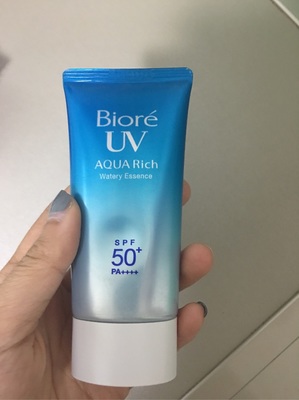 Bioré
UV
AQUA Rich
Watery Essence
SPF
50+
PA++++